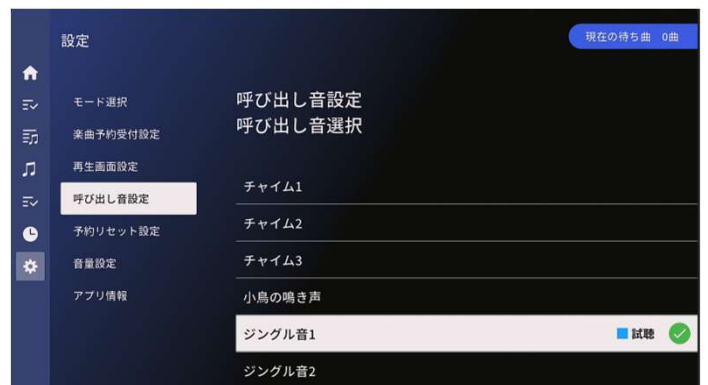 設定
現在の待ち曲 0曲
モード選択
楽曲予約受付設定
再生画面設定
呼び出し音設定
予約リセット設定
音量設定
アプリ情報
呼び出し音設定
呼び出し音選択
チャイム1
チャイム2
チャイム3
小鳥の鳴き声
ジングル音1
試聴
ジングル音2